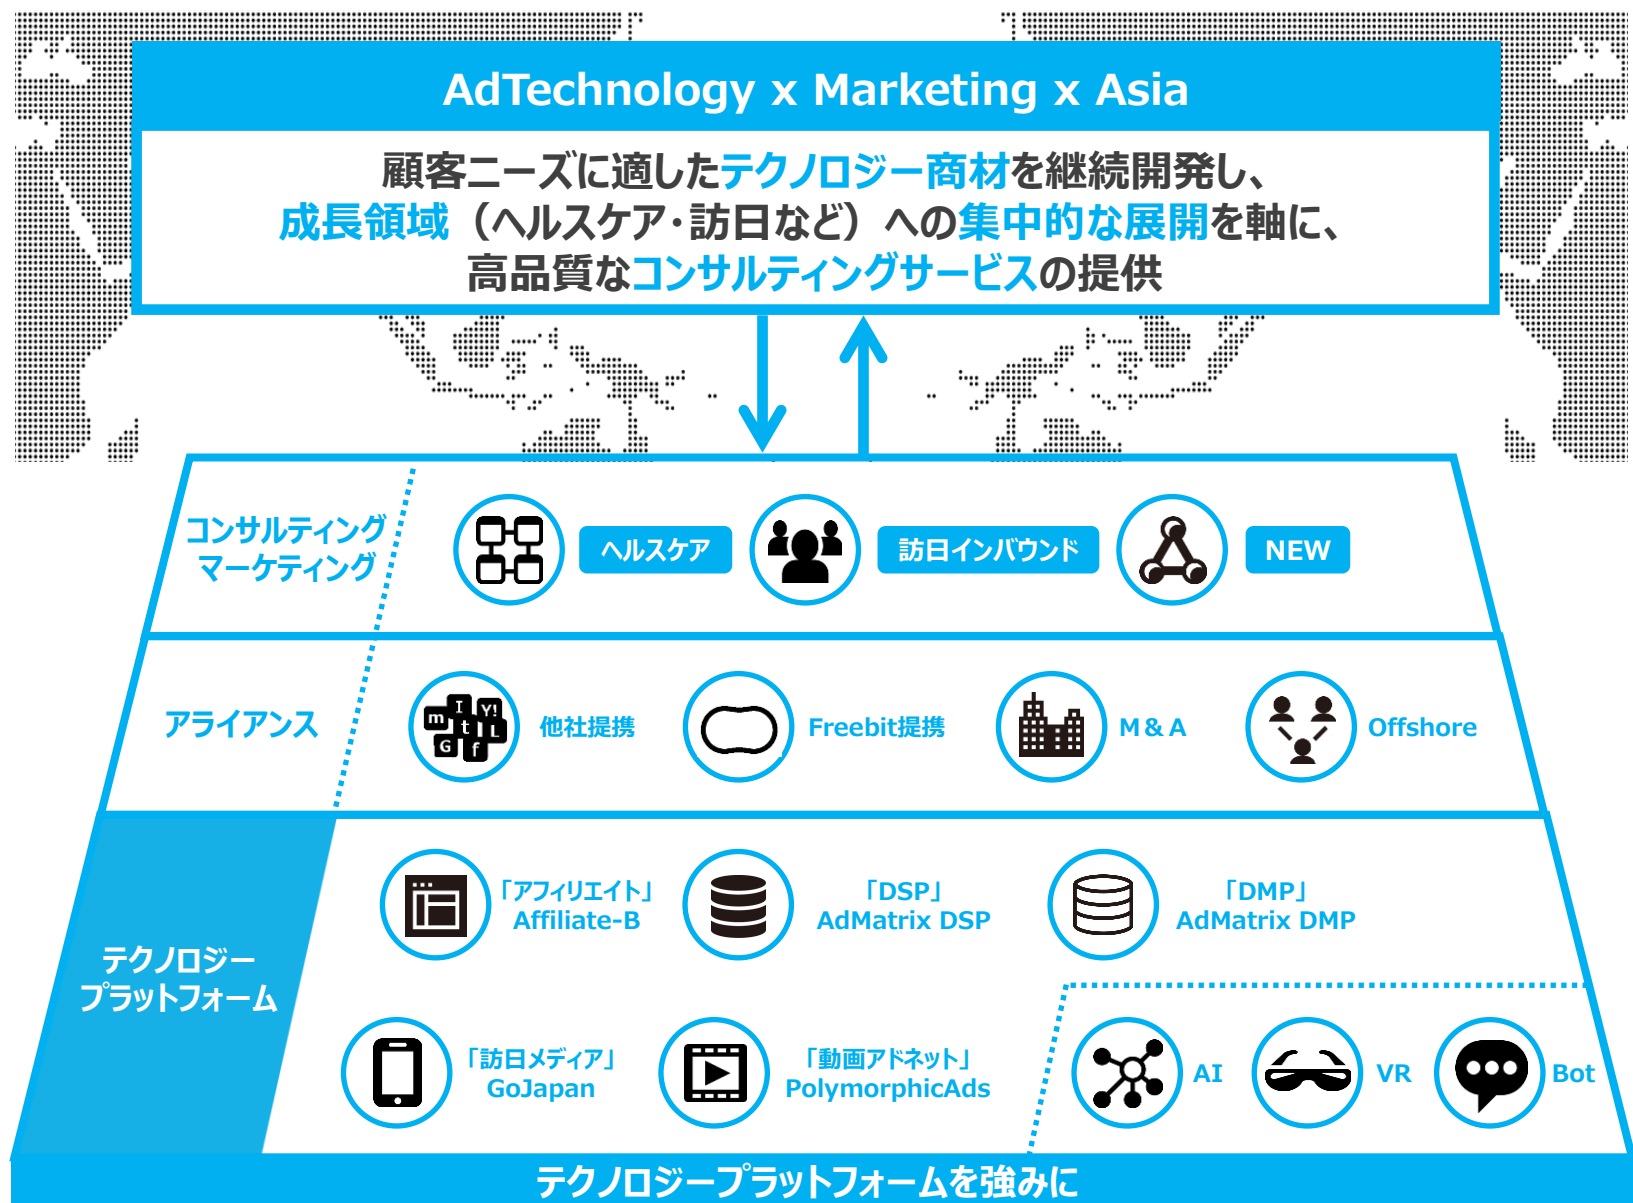 AdTechnology x Marketing x Asia
顧客ニーズに適したテクノロジー商材を継続開発し、
成長領域（ヘルスケア・訪日など）への集中的な展開を軸に、
高品質なコンサルティングサービスの提供
コンサルティング
マーケティング
ヘルスケア
訪日インバウンド
NEW
アライアンス
m I Y!
t L
G f
他社提携
Freebit提携
M＆A
Offshore
テクノロジー
プラットフォーム
「アフィリエイト」
Affiliate-B
「DSP」
AdMatrix DSP
「DMP」
AdMatrix DMP
「訪日メディア」
GoJapan
「動画アドネット」
PolymorphicAds
AI
VR
Bot
テクノロジープラットフォームを強みに